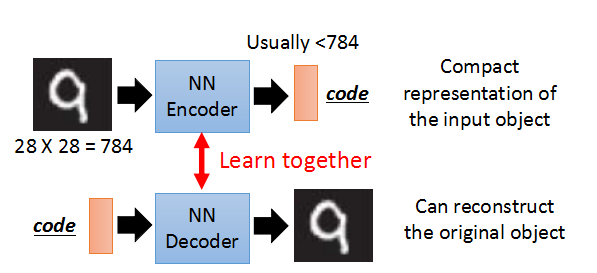 Usually <784
NN
Encoder
code
Compact
representation of
the input object
28 X 28 = 784
Learn together
code
NN
Decoder
Can reconstruct
the original object